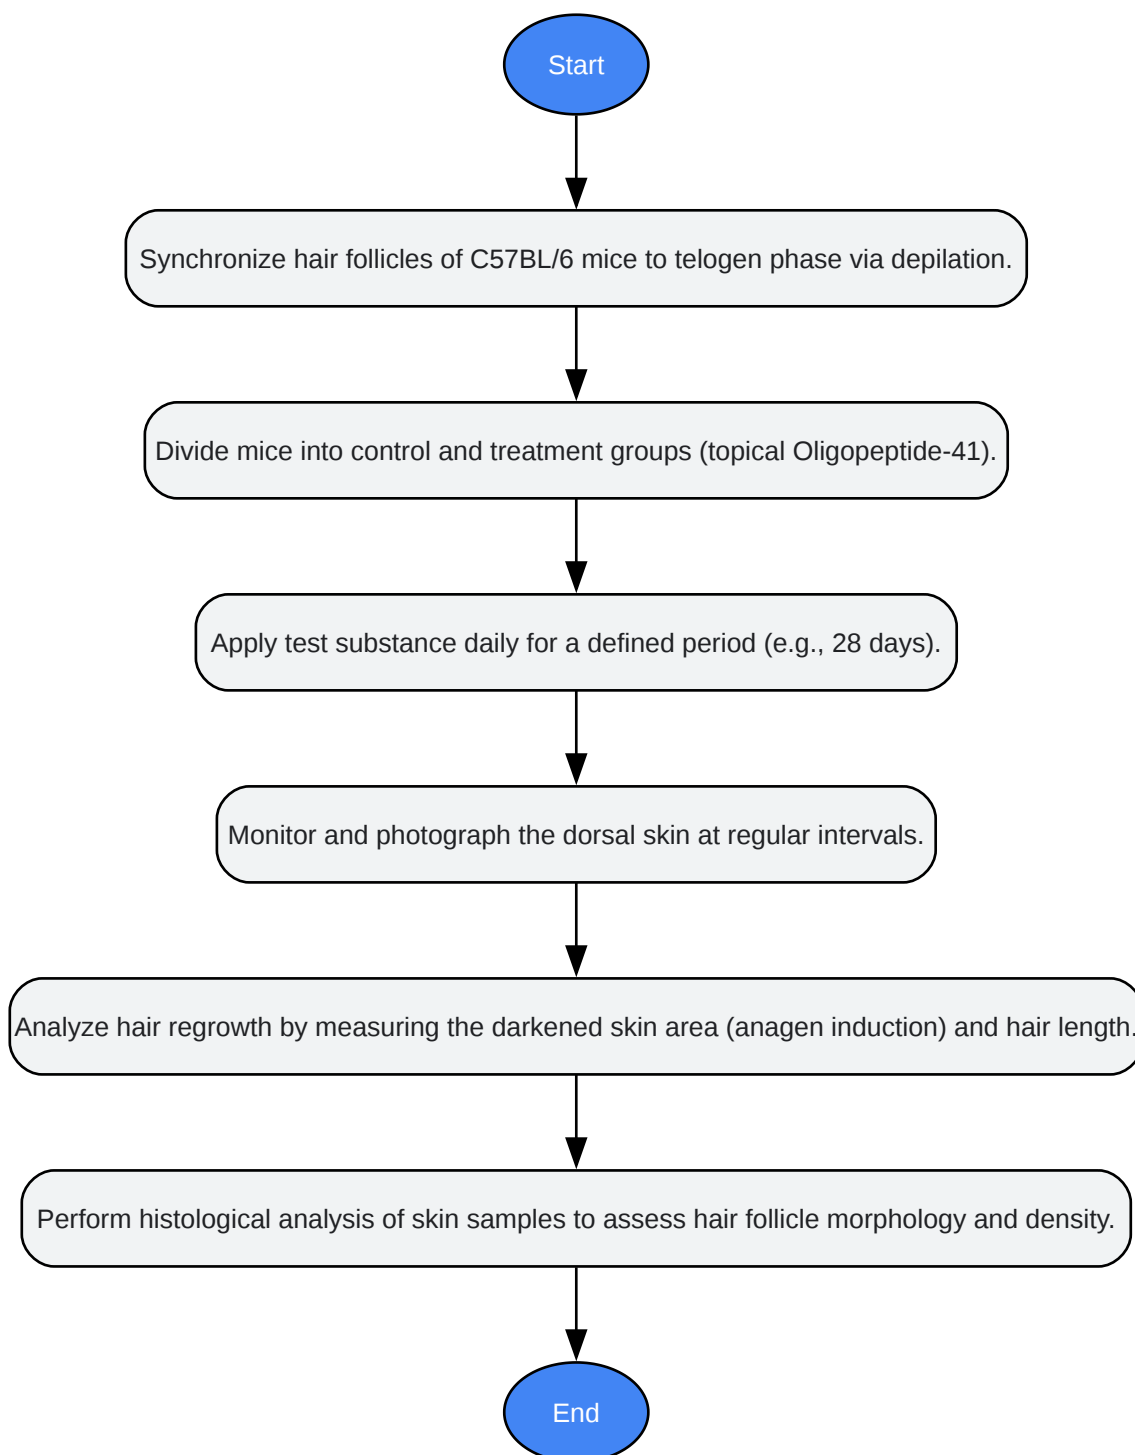 Start
Synchronize hair follicles of C57BL/6 mice to telogen phase via depilation.
Divide mice into control and treatment groups (topical Oligopeptide-41).
Apply test substance daily for a defined period (e.g., 28 days).
Monitor and photograph the dorsal skin at regular intervals.
Analyze hair regrowth by measuring the darkened skin area (anagen induction) and hair length.
Perform histological analysis of skin samples to assess hair follicle morphology and density.
End